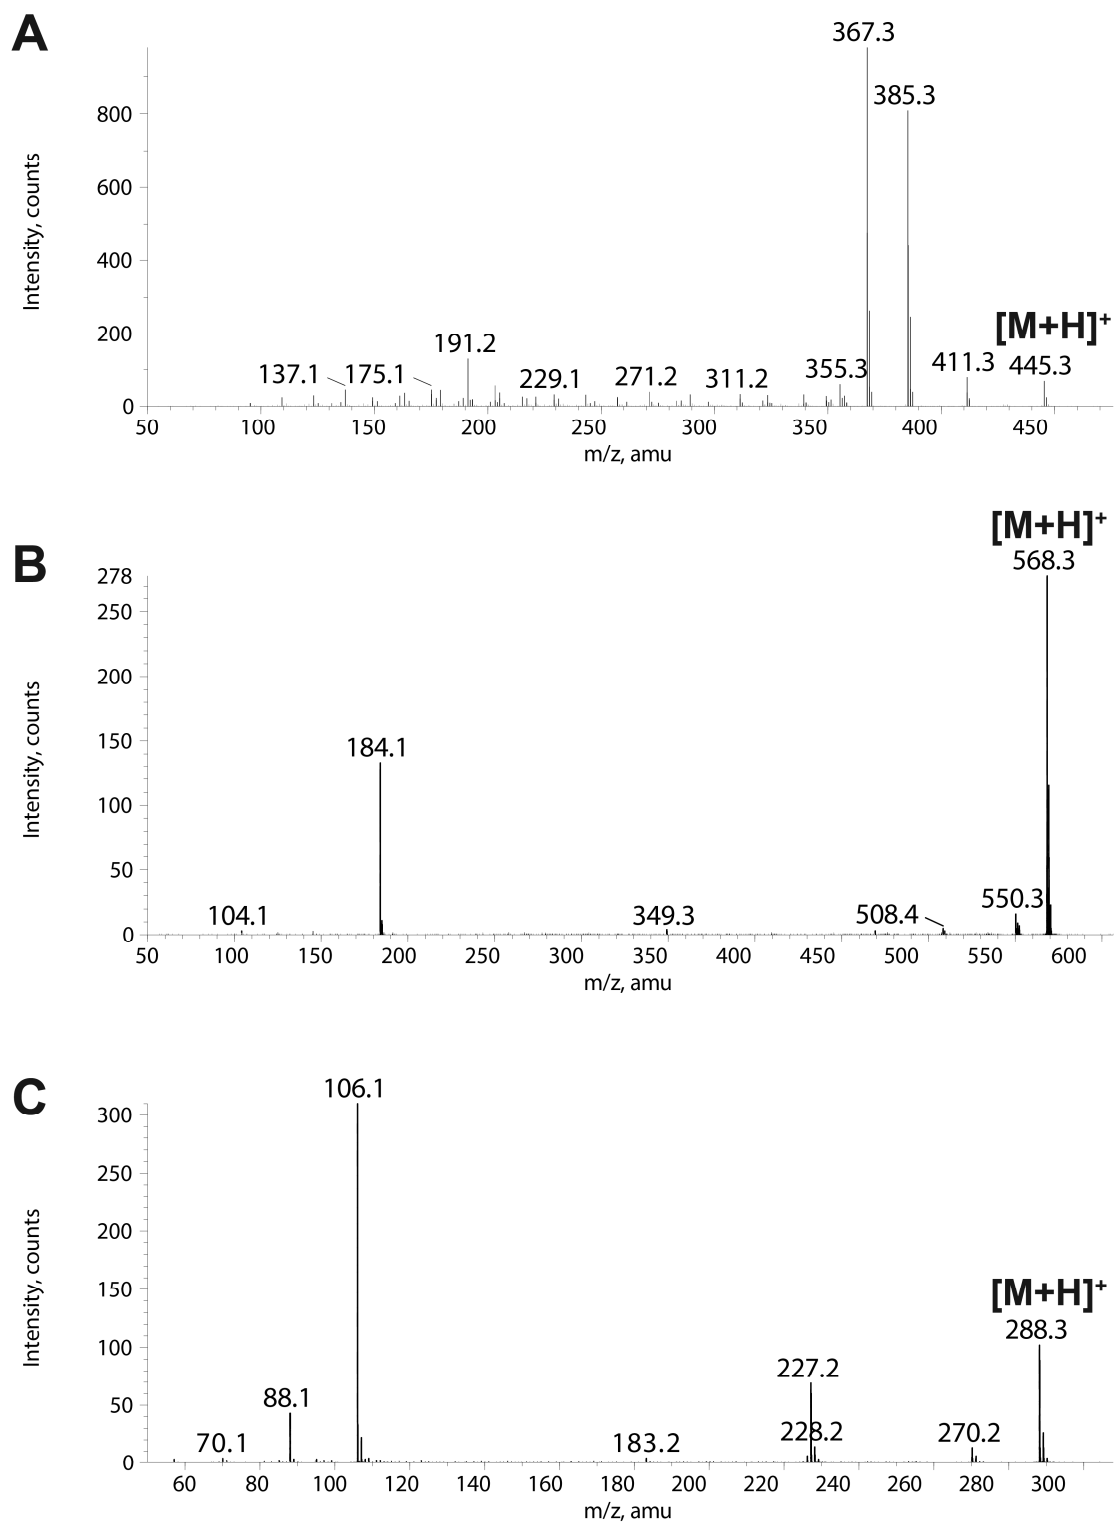 A
367.3
385.3
[M+H]+
445.3
411.3
355.3
311.2
271.2
229.1
191.2
175.1
137.1
800
600
400
200
0
Intensity, counts
50 100 150 200 250 300 350 400 450
m/z, amu
B
[M+H]+
568.3
278
250
200
150
100
50
0
184.1
104.1
349.3
508.4
550.3
Intensity, counts
50 100 150 200 250 300 350 400 450 500 550 600
m/z, amu
C
106.1
300
250
200
150
100
50
0
[M+H]+
288.3
227.2
228.2
88.1
70.1
183.2
270.2
Intensity, counts
60 80 100 120 140 160 180 200 220 240 260 280 300
m/z, amu